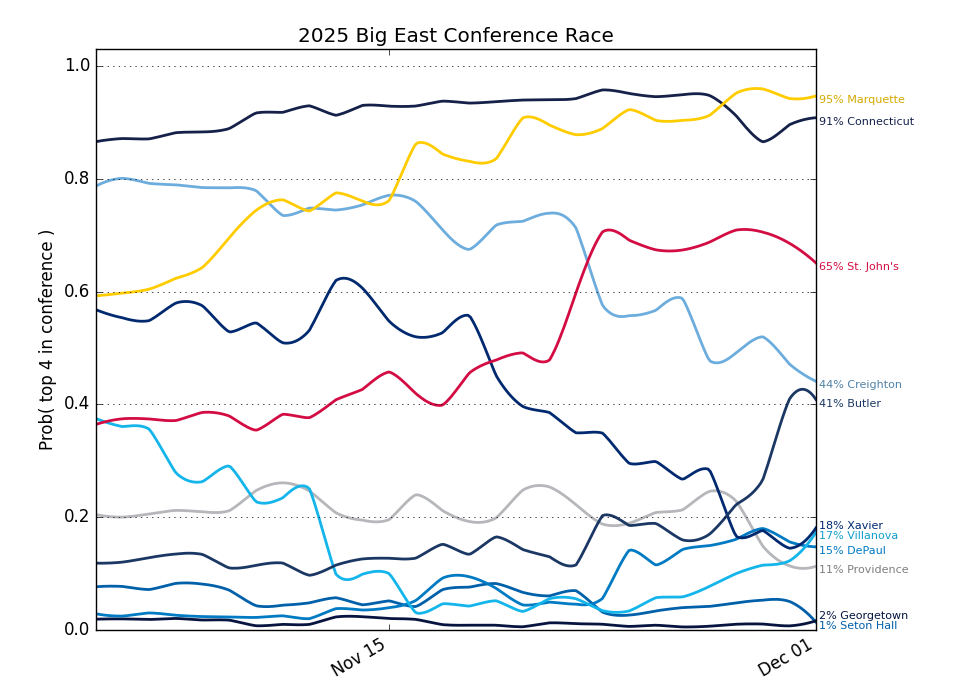 2025 Big East Conference Race
1.0
0.8
0.6
0.4
0.2
0.0
Prob( top 4 in conference )
Nov 15
Dec 01
95% Marquette
91% Connecticut
65% St. John's
44% Creighton
41% Butler
18% Xavier
17% Villanova
15% DePaul
11% Providence
2% Georgetown
1% Seton Hall